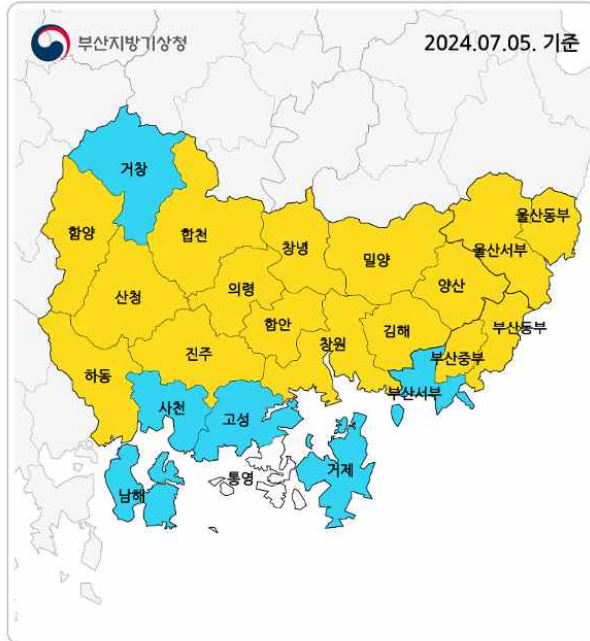 부산지방기상청
2024.07.05. 기준
거창
함양
합천
창녕
밀양
울산동부
울산서부
산청
의령
양산
함안
창원
김해
부산동부
하동
진주
부산중부
부산서부
사천
고성
남해
통영
거제